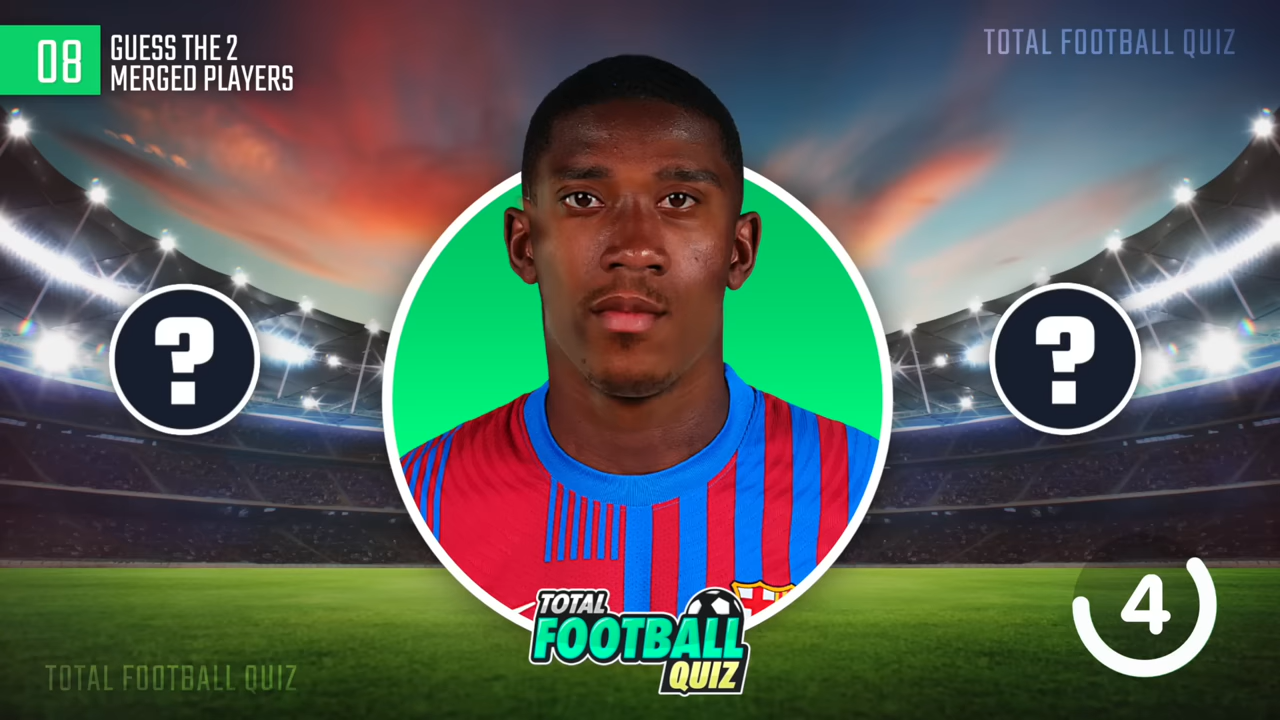 08
GUESS THE 2
MERGED PLAYERS
TOTAL FOOTBALL QUIZ
?
?
4
TOTAL
FOOTBALL
QUIZ
TOTAL FOOTBALL QUIZ